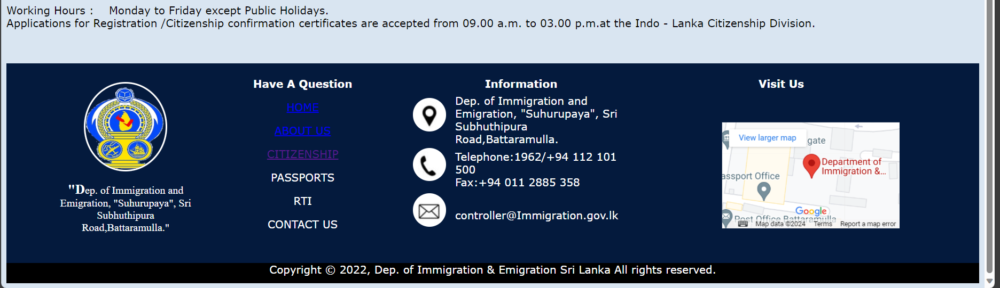 Working Hours :    Monday to Friday except Public Holidays.
Applications for Registration /Citizenship confirmation certificates are accepted from 09.00 a.m. to 03.00 p.m.at the Indo - Lanka Citizenship Division.
"Dep. of Immigration and
Emigration, "Suhurupaya", Sri
Subhuthipura
Road,Battaramulla."
Have A Question
HOME
ABOUT US
CITIZENSHIP
PASSPORTS
RTI
CONTACT US
Information
Dep. of Immigration and
Emigration, "Suhurupaya", Sri
Subhuthipura
Road,Battaramulla.
Telephone:1962/+94 112 101
500
Fax:+94 011 2885 358
controller@Immigration.gov.lk
Visit Us
View larger map
gate
Department of
Immigration &...
assport Office
Google
Post Office Battaramulla
Map data ©2024 Terms Report a map error
Copyright © 2022, Dep. of Immigration & Emigration Sri Lanka All rights reserved.